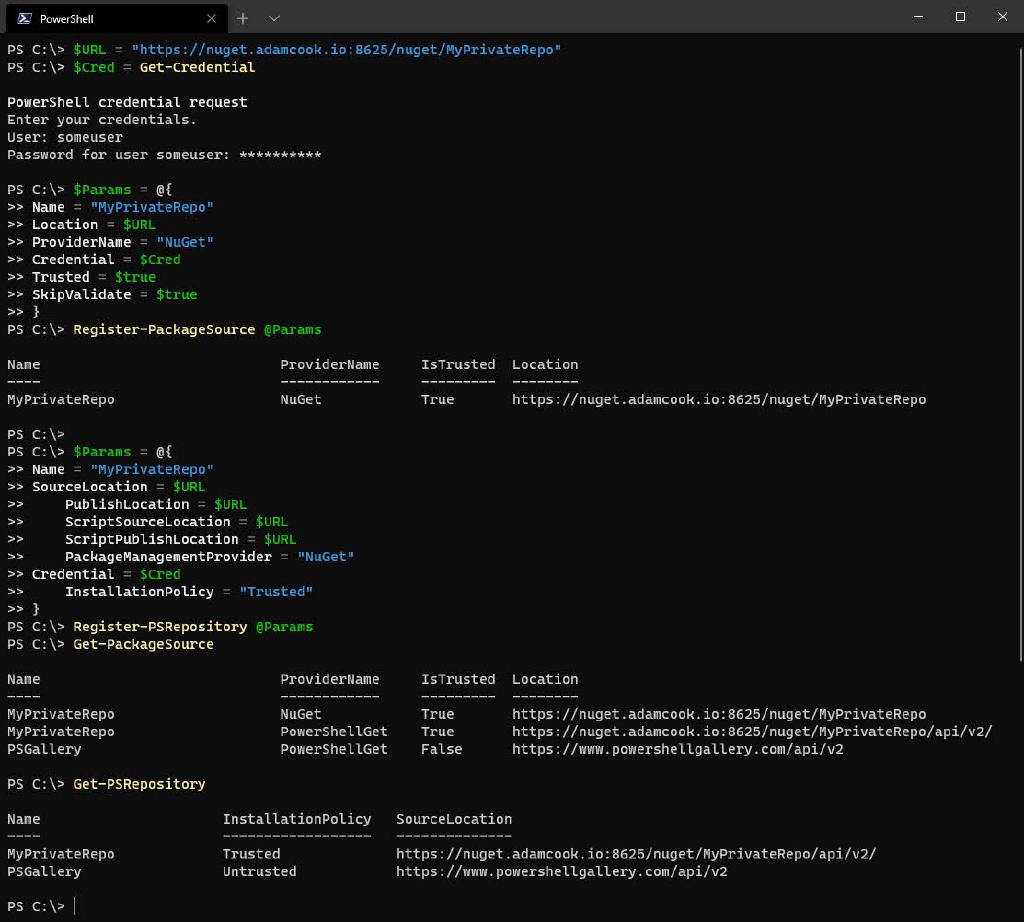 PowerShell
PS C:\> $URL = "https://nuget.adamcook.io:8625/nuget/MyPrivateRepo"
PS C:\> $Cred = Get-Credential
PowerShell credential request
Enter your credentials.
User: someuser
Password for user someuser: **********
PS C:\> $Params = @{
>> Name = "MyPrivateRepo"
>> Location = $URL
>> ProviderName = "NuGet"
>> Credential = $Cred
>> Trusted = $true
>> SkipValidate = $true
>> }
PS C:\> Register-PackageSource @Params
Name                             ProviderName     IsTrusted  Location
----                             ------------     ---------  --------
MyPrivateRepo                    NuGet            True       https://nuget.adamcook.io:8625/nuget/MyPrivateRepo
PS C:\>
PS C:\> $Params = @{
>> Name = "MyPrivateRepo"
>> SourceLocation = $URL
>>     PublishLocation = $URL
>>     ScriptSourceLocation = $URL
>>     ScriptPublishLocation = $URL
>>     PackageManagementProvider = "NuGet"
>> Credential = $Cred
>>     InstallationPolicy = "Trusted"
>> }
PS C:\> Register-PSRepository @Params
PS C:\> Get-PackageSource
Name                             ProviderName     IsTrusted  Location
----                             ------------     ---------  --------
MyPrivateRepo                    NuGet            True       https://nuget.adamcook.io:8625/nuget/MyPrivateRepo
MyPrivateRepo                    PowerShellGet    True       https://nuget.adamcook.io:8625/nuget/MyPrivateRepo/api/v2/
PSGallery                        PowerShellGet    False      https://www.powershellgallery.com/api/v2
PS C:\> Get-PSRepository
Name                      InstallationPolicy   SourceLocation
----                      ------------------   --------------
MyPrivateRepo             Trusted              https://nuget.adamcook.io:8625/nuget/MyPrivateRepo/api/v2/
PSGallery                 Untrusted            https://www.powershellgallery.com/api/v2
PS C:\>